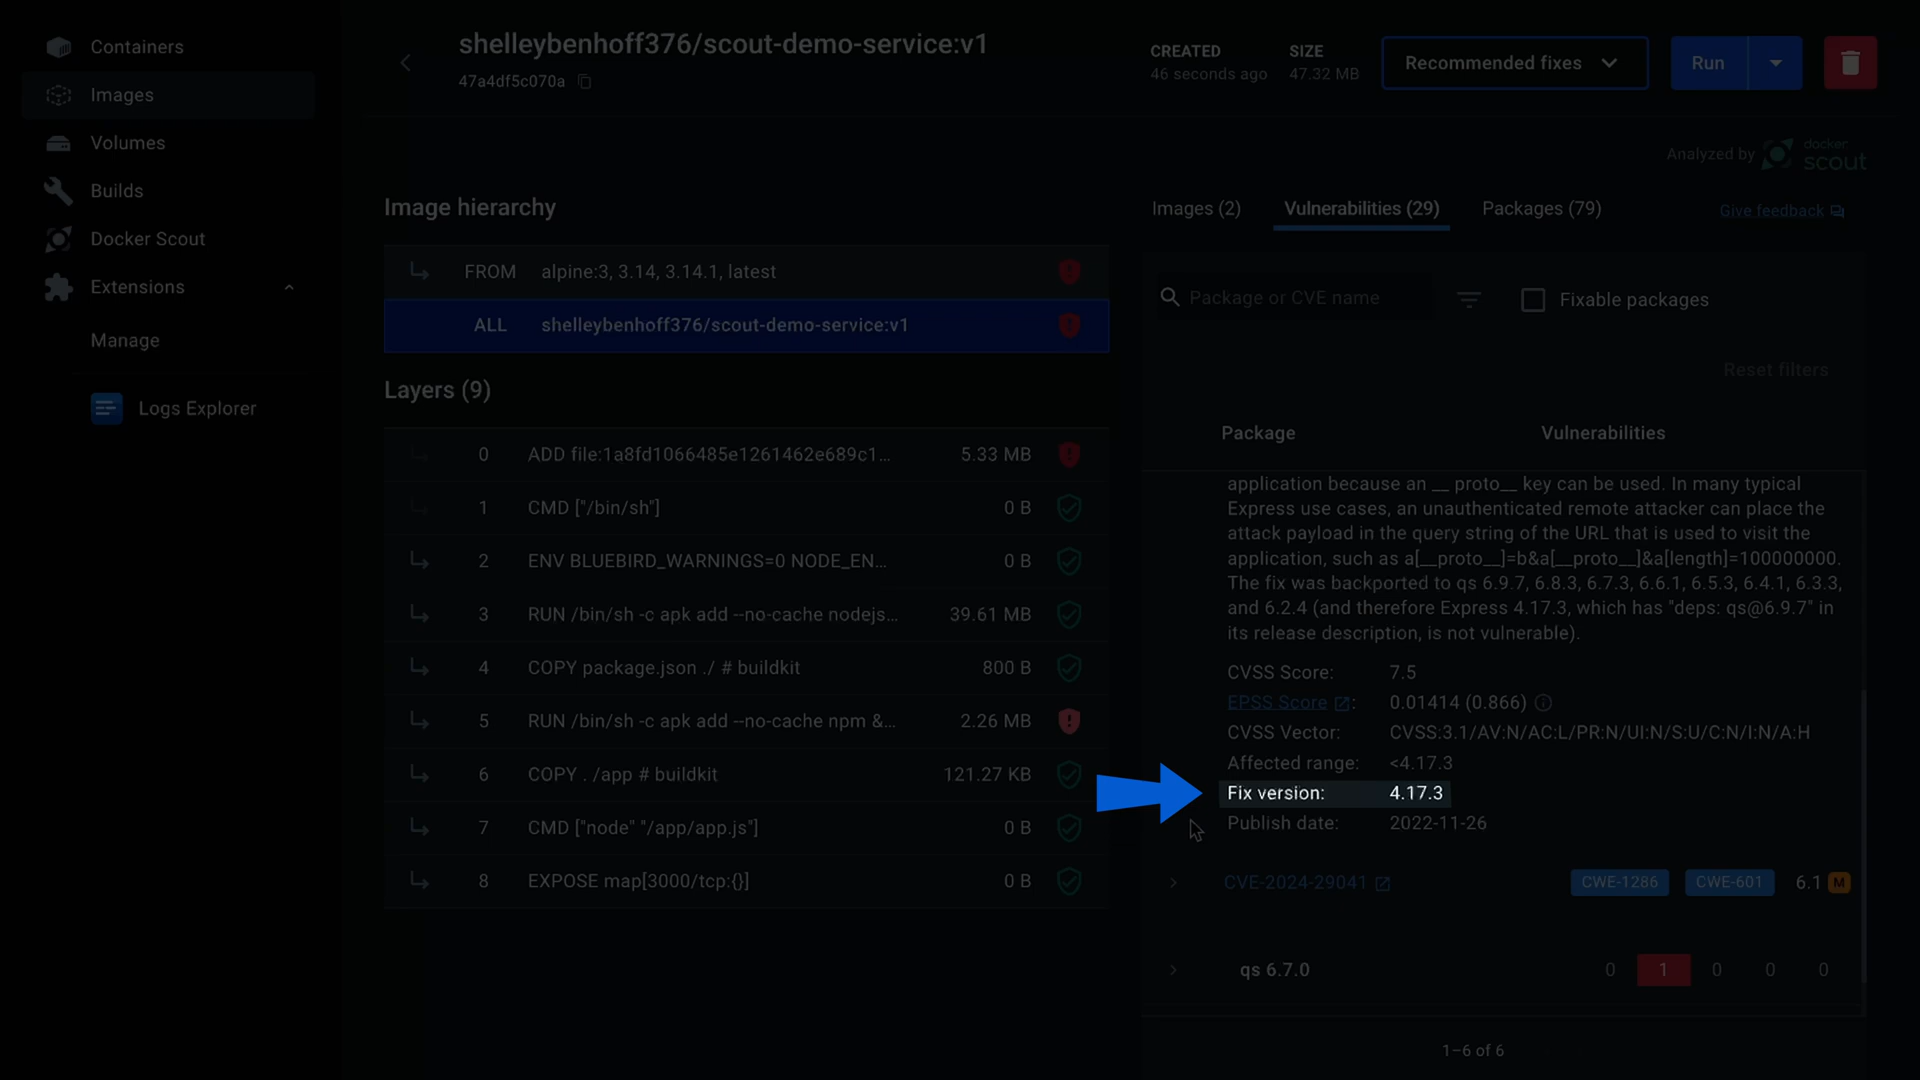 Containers
Images
Volumes
Builds
Docker Scout
Extensions
Manage
Logs Explorer
shelleybenhoff376/scout-demo-service:v1
47a4df5c070a
CREATED
46 seconds ago
SIZE
47.32 MB
Recommended fixes
Run
Analyzed by docker scout
Image hierarchy
FROM alpine:3, 3.14, 3.14.1, latest
ALL shelleybenhoff376/scout-demo-service:v1
Layers (9)
0 ADD file:1a8fd1066485e1261462e689c1... 5.33 MB
1 CMD ["/bin/sh"] 0 B
2 ENV BLUEBIRD_WARNINGS=0 NODE_EN... 0 B
3 RUN /bin/sh -c apk add --no-cache nodejs... 39.61 MB
4 COPY package.json ./ # buildkit 800 B
5 RUN /bin/sh -c apk add --no-cache npm &... 2.26 MB
6 COPY . /app # buildkit 121.27 KB
7 CMD ["node" "/app/app.js"] 0 B
8 EXPOSE map[3000/tcp:{}] 0 B
Images (2) Vulnerabilities (29) Packages (79) Give feedback
Package or CVE name Fixable packages
Reset filters
Package Vulnerabilities
application because an __ proto__ key can be used. In many typical
Express use cases, an unauthenticated remote attacker can place the
attack payload in the query string of the URL that is used to visit the
application, such as a[__proto__]=b&a[__proto__]&a[length]=100000000.
The fix was backported to qs 6.9.7, 6.8.3, 6.7.3, 6.6.1, 6.5.3, 6.4.1, 6.3.3,
and 6.2.4 (and therefore Express 4.17.3, which has "deps: qs@6.9.7" in
its release description, is not vulnerable).
CVSS Score: 7.5
EPSS Score : 0.01414 (0.866)
CVSS Vector: CVSS:3.1/AV:N/AC:L/PR:N/UI:N/S:U/C:N/I:N/A:H
Affected range: <4.17.3
Fix version: 4.17.3
Publish date: 2022-11-26
CVE-2024-29041 CWE-1286 CWE-601 6.1 M
qs 6.7.0 0 1 0 0 0
1–6 of 6